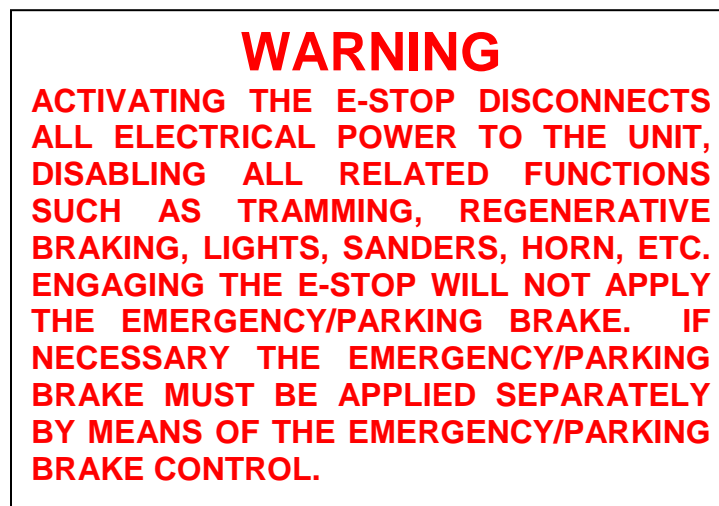 WARNING
ACTIVATING THE E-STOP DISCONNECTS
ALL ELECTRICAL POWER TO THE UNIT,
DISABLING ALL RELATED FUNCTIONS
SUCH AS TRAMMING, REGENERATIVE
BRAKING, LIGHTS, SANDERS, HORN, ETC.
ENGAGING THE E-STOP WILL NOT APPLY
THE EMERGENCY/PARKING BRAKE. IF
NECESSARY THE EMERGENCY/PARKING
BRAKE MUST BE APPLIED SEPARATELY
BY MEANS OF THE EMERGENCY/PARKING
BRAKE CONTROL.